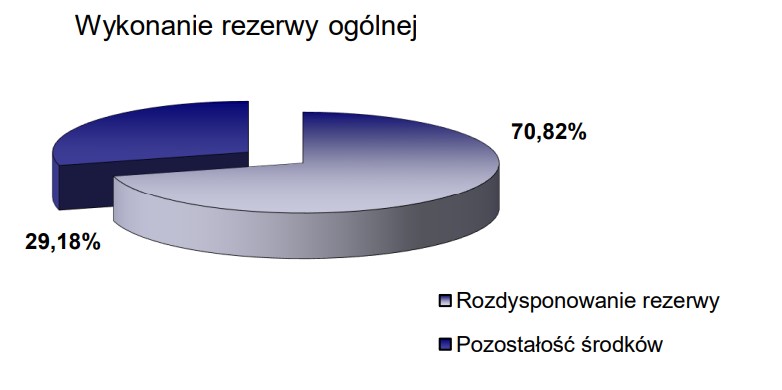 Wykonanie rezerwy ogólnej
70,82%
29,18%
Rozdysponowanie rezerwy
Pozostałość środków